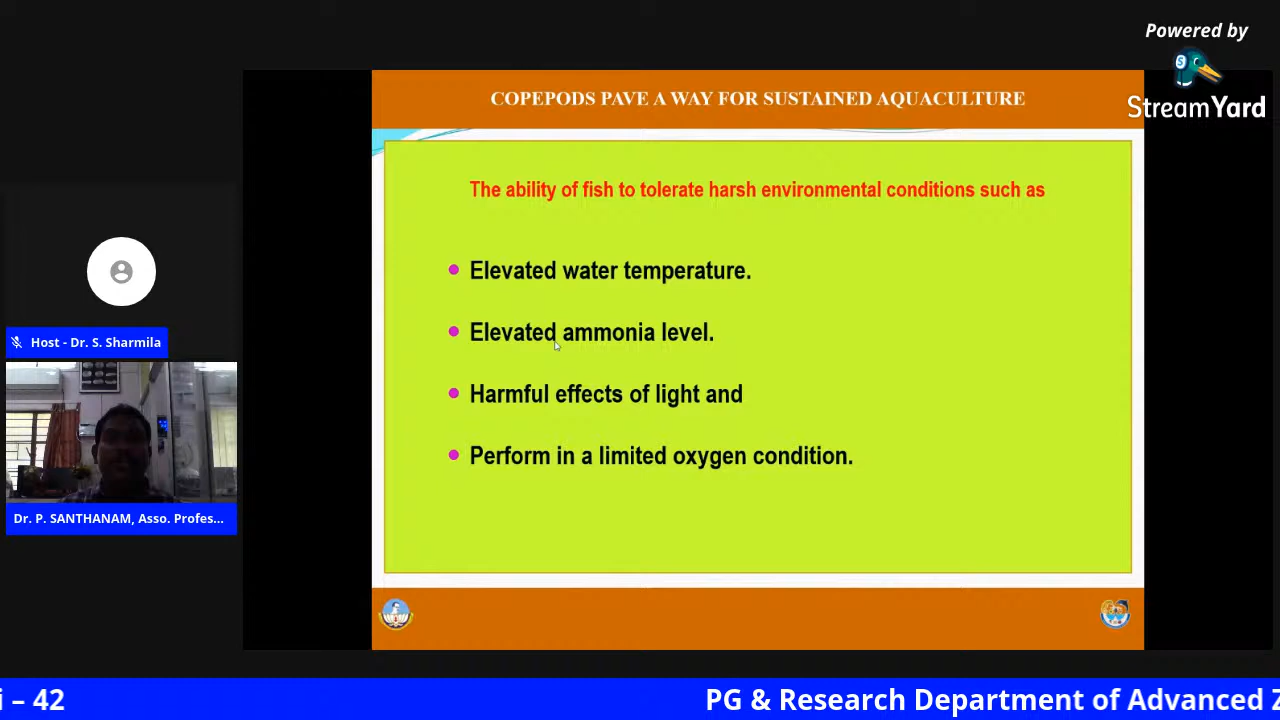 Powered by
StreamYard
COPEPODS PAVE A WAY FOR SUSTAINED AQUACULTURE
The ability of fish to tolerate harsh environmental conditions such as
Elevated water temperature.
Elevated ammonia level.
Harmful effects of light and
Perform in a limited oxygen condition.
Host - Dr. S. Sharmila
Dr. P. SANTHANAM, Asso. Profes...
i – 42
PG & Research Department of Advanced Z